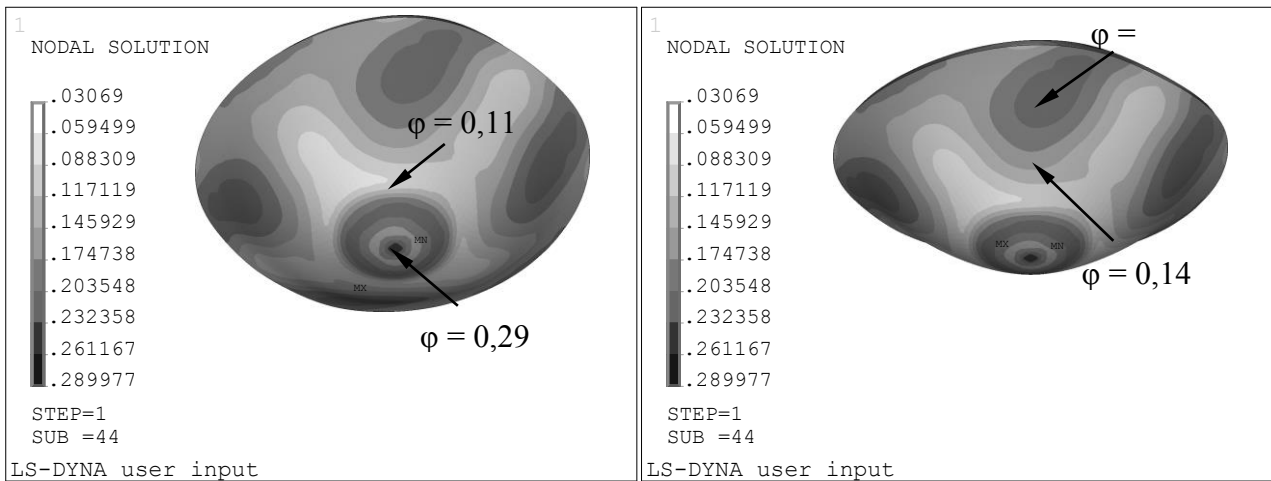 1
NODAL SOLUTION
.03069
.059499
.088309
.117119
.145929
.174738
.203548
.232358
.261167
.289977
STEP=1
SUB =44
LS-DYNA user input
φ = 0,11
MN
MX
φ = 0,29
1
NODAL SOLUTION
.03069
.059499
.088309
.117119
.145929
.174738
.203548
.232358
.261167
.289977
STEP=1
SUB =44
LS-DYNA user input
φ =
MX MN
φ = 0,14